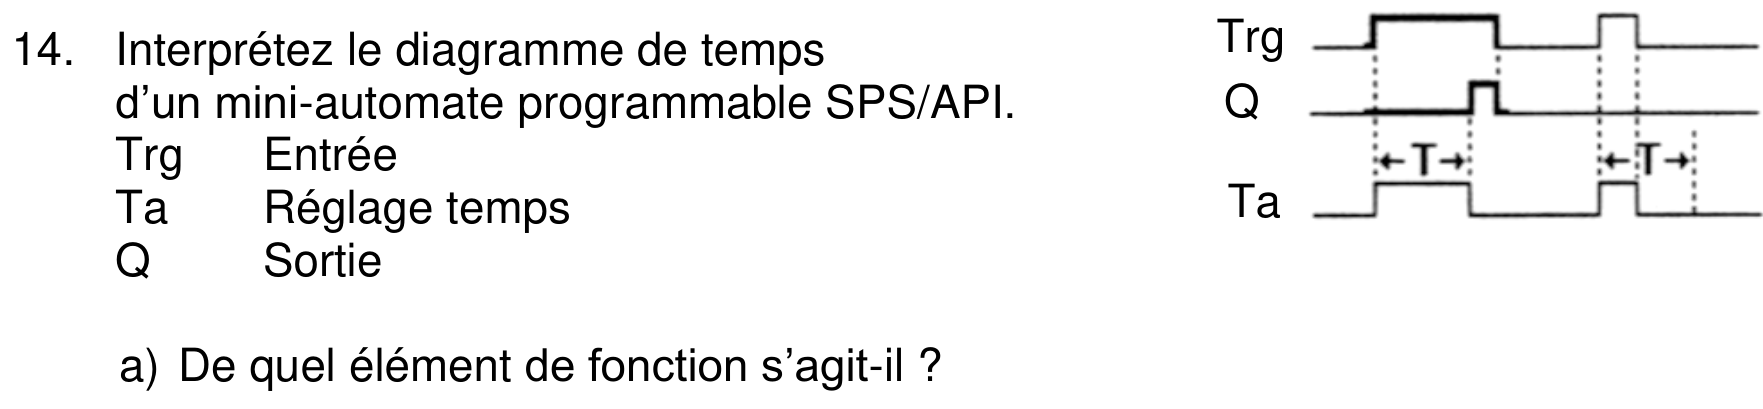 14. Interprétez le diagramme de temps
d'un mini-automate programmable SPS/API.
Trg Entrée
Ta Réglage temps
Q Sortie
a) De quel élément de fonction s'agit-il ?
Trg
Q
T T
Ta